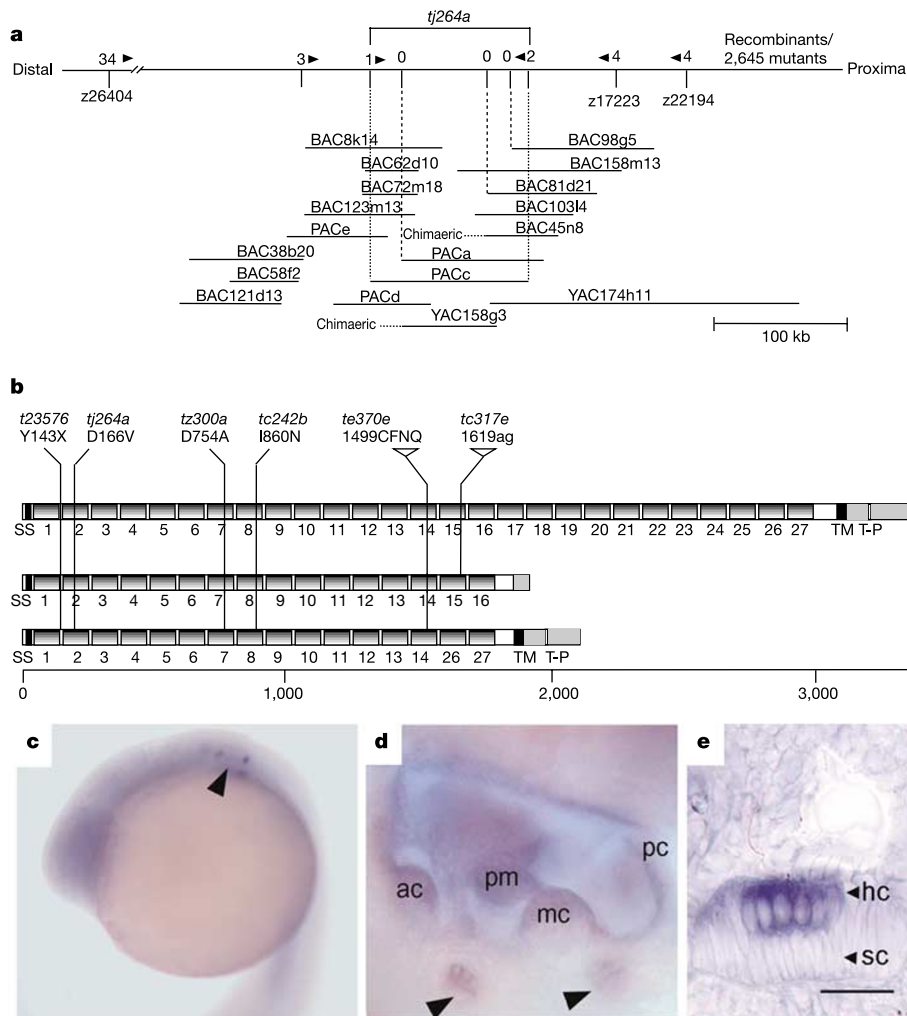 a
tj264a
34 3 1 0 0 0 2 4 4 Recombinants/
2,645 mutants
Distal Proxima
z26404 z17223 z22194
BAC8k14 BAC98g5
BAC62d10 BAC158m13
BAC72m18 BAC81d21
BAC123m13 BAC103l4
PACe Chimaeric BAC45n8
BAC38b20 PACa
BAC58f2 PACc
BAC121d13 PACd YAC174h11
Chimaeric YAC158g3
100 kb
b
t23576 tj264a tz300a tc242b te370e tc317e
Y143X D166V D754A I860N 1499CFNQ 1619ag
SS 1 2 3 4 5 6 7 8 9 10 11 12 13 14 15 16 17 18 19 20 21 22 23 24 25 26 27 TM T-P
SS 1 2 3 4 5 6 7 8 9 10 11 12 13 14 15 16
SS 1 2 3 4 5 6 7 8 9 10 11 12 13 14 26 27 TM T-P
0 1,000 2,000 3,000
c d e
pc
ac pm mc
hc
sc